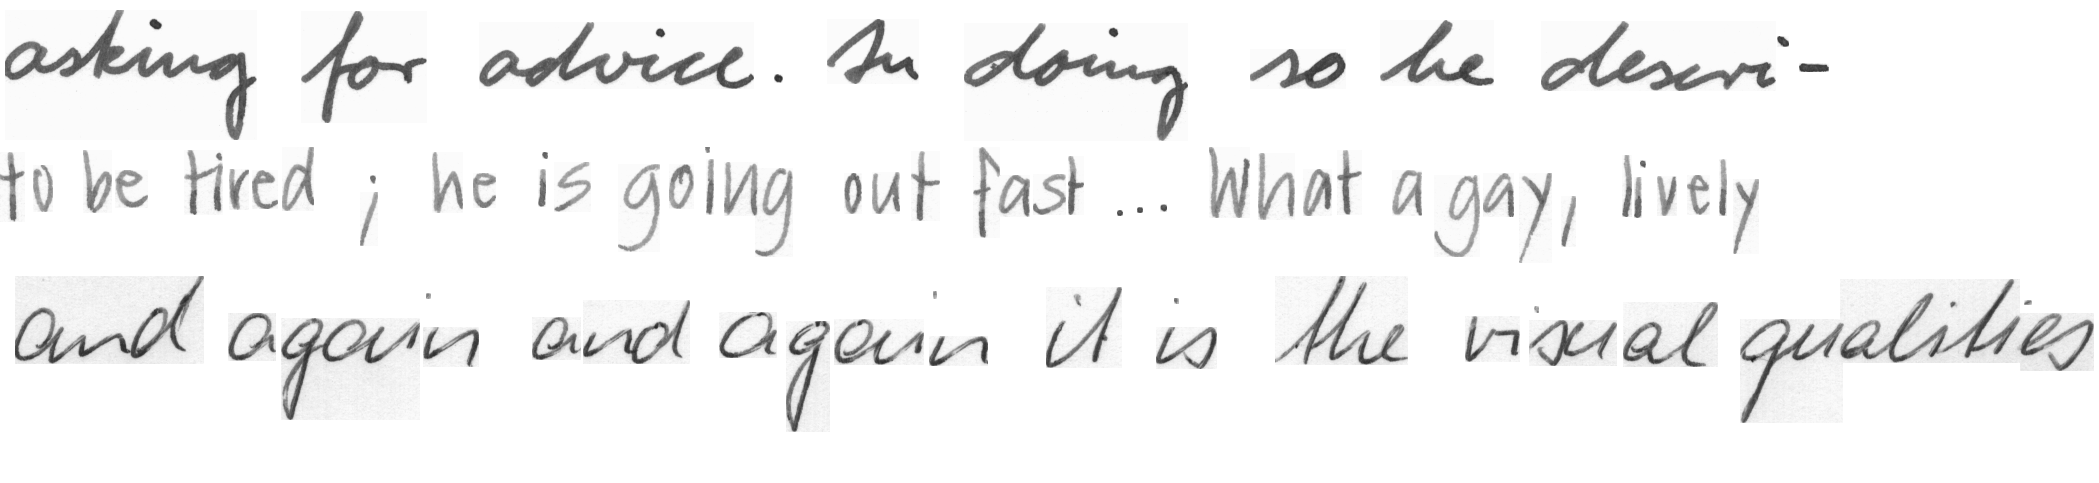 asking for advice. In doing so he descri-
to be tired ; he is going out fast ... What a gay, lively
and again and again it is the visual qualities